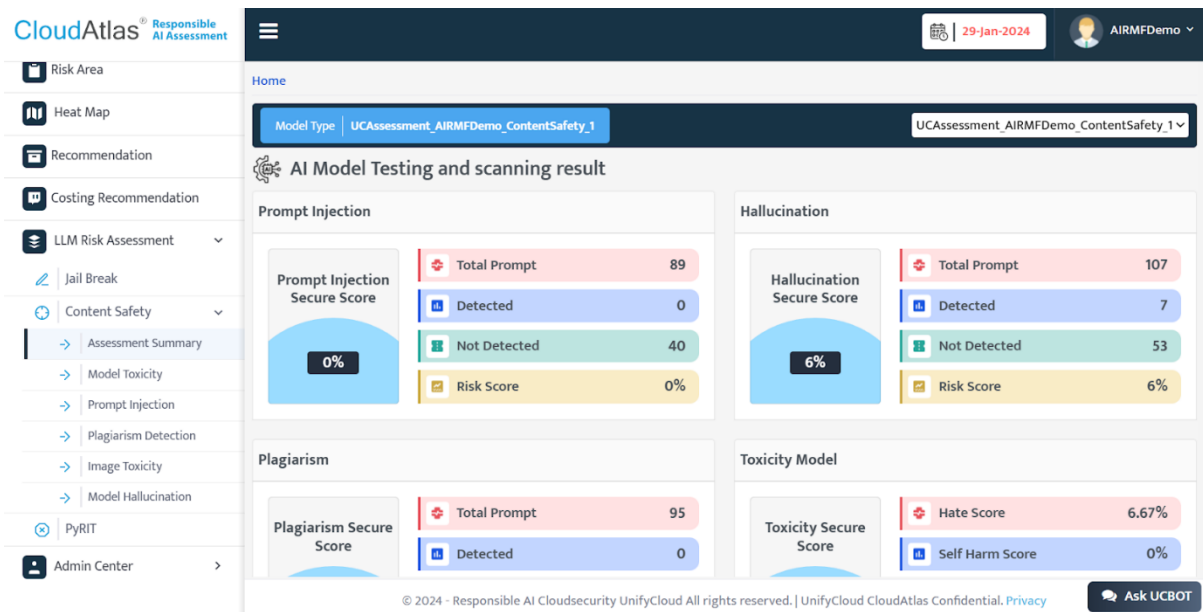 CloudAtlas® Responsible AI Assessment
29-Jan-2024
AIRMFDemo
Risk Area
Heat Map
Recommendation
Costing Recommendation
LLM Risk Assessment
Jail Break
Content Safety
Assessment Summary
Model Toxicity
Prompt Injection
Plagiarism Detection
Image Toxicity
Model Hallucination
PyRIT
Admin Center
Home
Model Type UCAssessment_AIRMFDemo_ContentSafety_1
UCAssessment_AIRMFDemo_ContentSafety_1
AI Model Testing and scanning result
Prompt Injection
Prompt Injection
Secure Score
0%
Total Prompt 89
Detected 0
Not Detected 40
Risk Score 0%
Hallucination
Hallucination
Secure Score
6%
Total Prompt 107
Detected 7
Not Detected 53
Risk Score 6%
Plagiarism
Plagiarism Secure
Score
Total Prompt 95
Detected 0
Toxicity Model
Toxicity Secure
Score
Hate Score 6.67%
Self Harm Score 0%
© 2024 - Responsible AI Cloudsecurity UnifyCloud All rights reserved. | UnifyCloud CloudAtlas Confidential. Privacy
Ask UCBOT